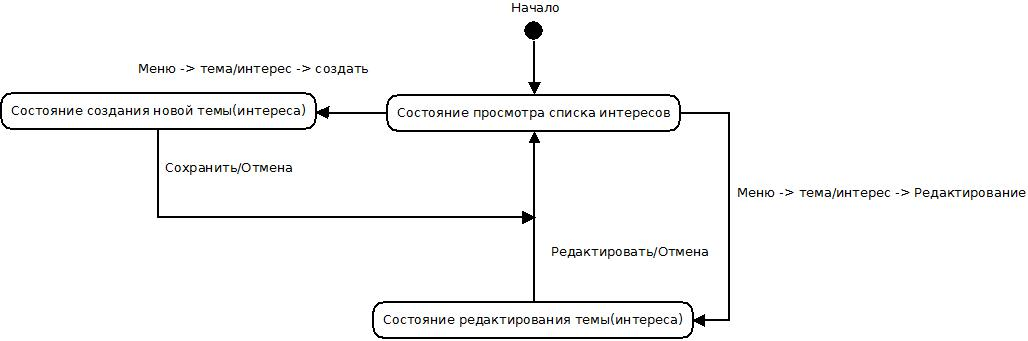 Начало
Меню -> тема/интерес -> создать
Состояние создания новой темы(интереса)
Состояние просмотра списка интересов
Сохранить/Отмена
Меню -> тема/интерес -> Редактирование
Редактировать/Отмена
Состояние редактирования темы(интереса)